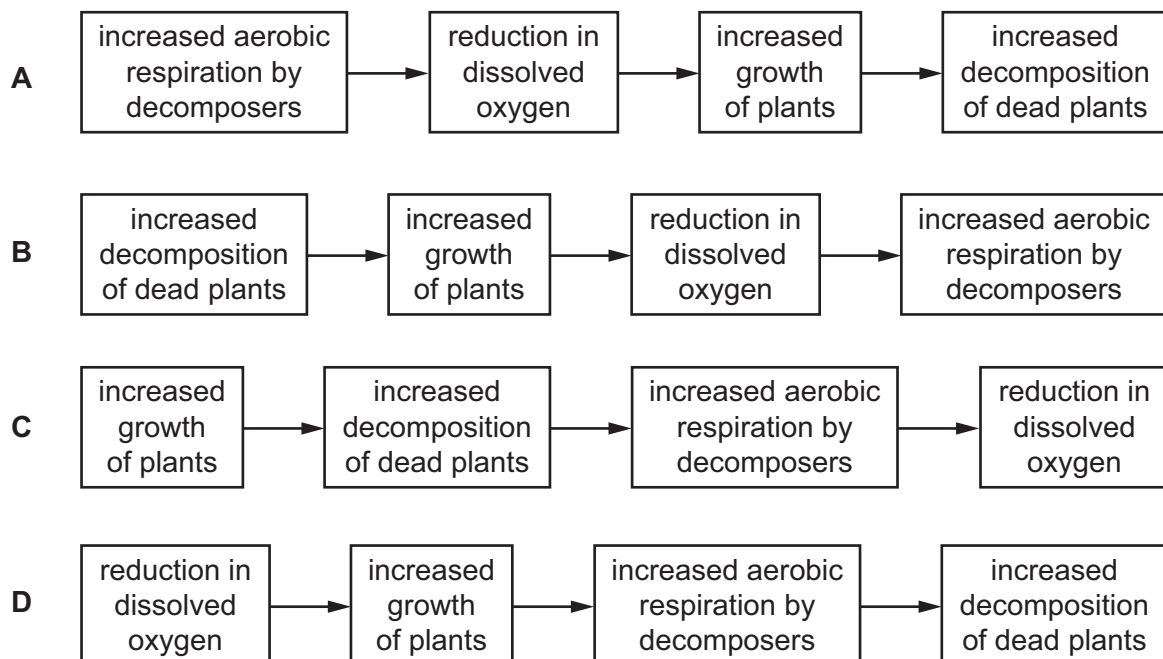 A
increased aerobic
respiration by
decomposers
reduction in
dissolved
oxygen
increased
growth
of plants
increased
decomposition
of dead plants
B
increased
decomposition
of dead plants
increased
growth
of plants
reduction in
dissolved
oxygen
increased aerobic
respiration by
decomposers
C
increased
growth
of plants
increased
decomposition
of dead plants
increased aerobic
respiration by
decomposers
reduction in
dissolved
oxygen
D
reduction in
dissolved
oxygen
increased
growth
of plants
increased aerobic
respiration by
decomposers
increased
decomposition
of dead plants